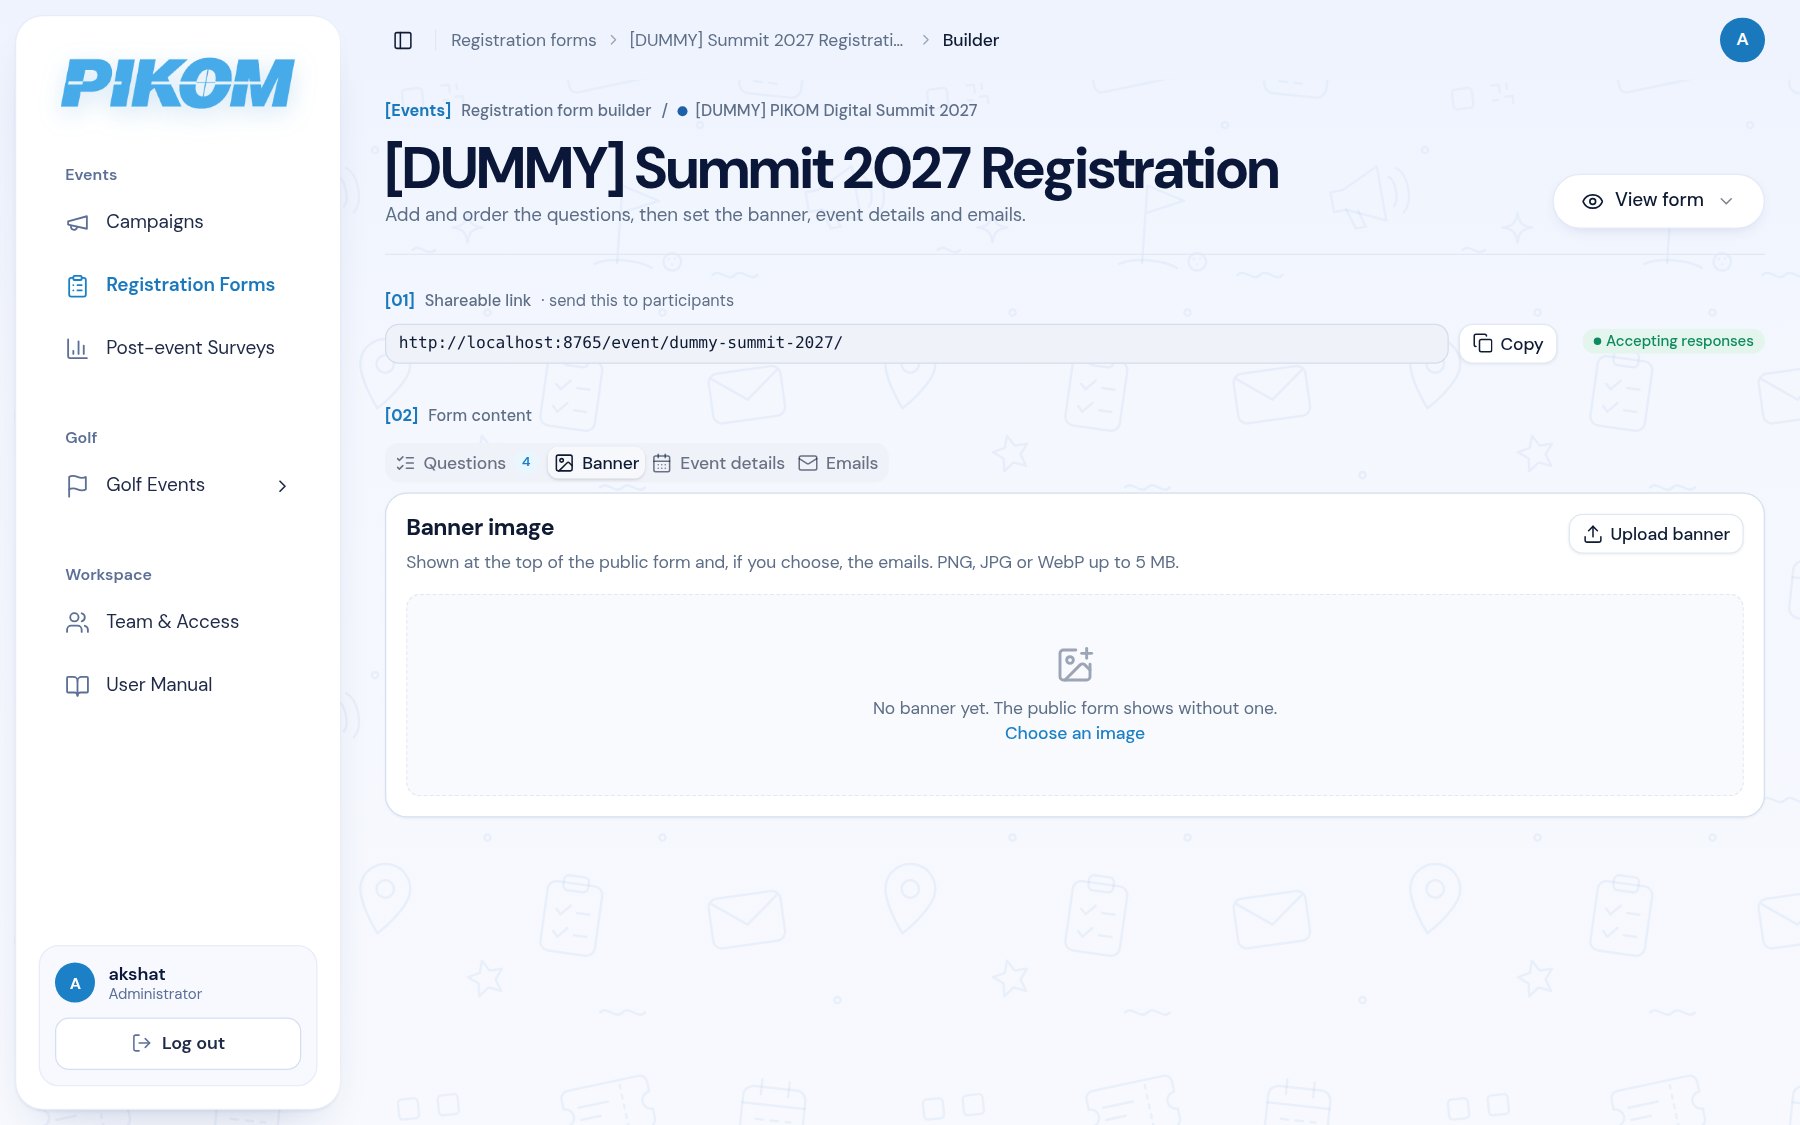 PIKOM
Events
Campaigns
Registration Forms
Post-event Surveys
Golf
Golf Events
Workspace
Team & Access
User Manual
A
akshat
Administrator
Log out
Registration forms > [DUMMY] Summit 2027 Registrati... > Builder
A
[Events] Registration form builder / [DUMMY] PIKOM Digital Summit 2027
[DUMMY] Summit 2027 Registration
Add and order the questions, then set the banner, event details and emails.
View form
[01] Shareable link · send this to participants
http://localhost:8765/event/dummy-summit-2027/
Copy
Accepting responses
[02] Form content
Questions 4 Banner Event details Emails
Banner image
Shown at the top of the public form and, if you choose, the emails. PNG, JPG or WebP up to 5 MB.
Upload banner
No banner yet. The public form shows without one.
Choose an image